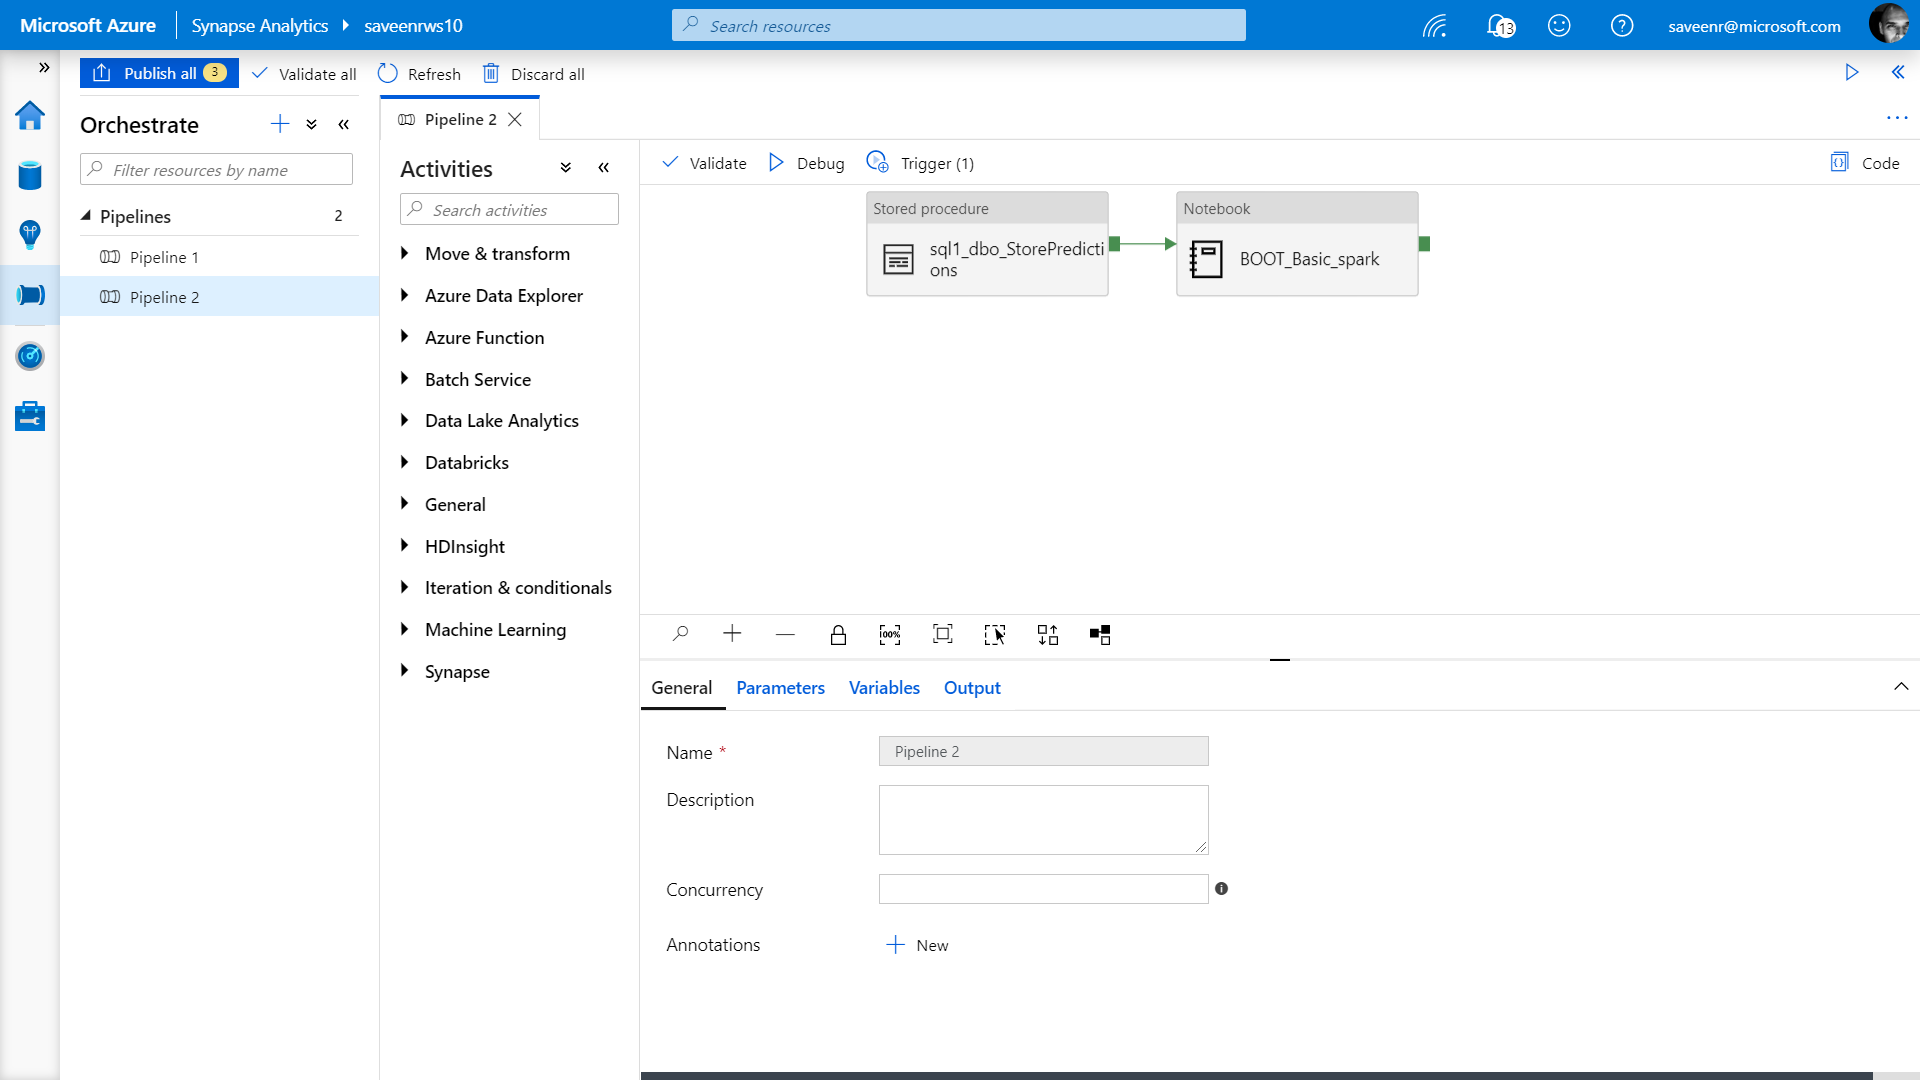 Microsoft Azure
Synapse Analytics
saveenrws10
Search resources
13
saveenr@microsoft.com
Publish all 3
Validate all
Refresh
Discard all
Orchestrate
Filter resources by name
Pipelines 2
Pipeline 1
Pipeline 2
Pipeline 2
Activities
Search activities
Move & transform
Azure Data Explorer
Azure Function
Batch Service
Data Lake Analytics
Databricks
General
HDInsight
Iteration & conditionals
Machine Learning
Synapse
Validate
Debug
Trigger (1)
Code
Stored procedure
sql1_dbo_StorePredicti
ons
Notebook
BOOT_Basic_spark
100%
General
Parameters
Variables
Output
Name *
Pipeline 2
Description
Concurrency
Annotations
New